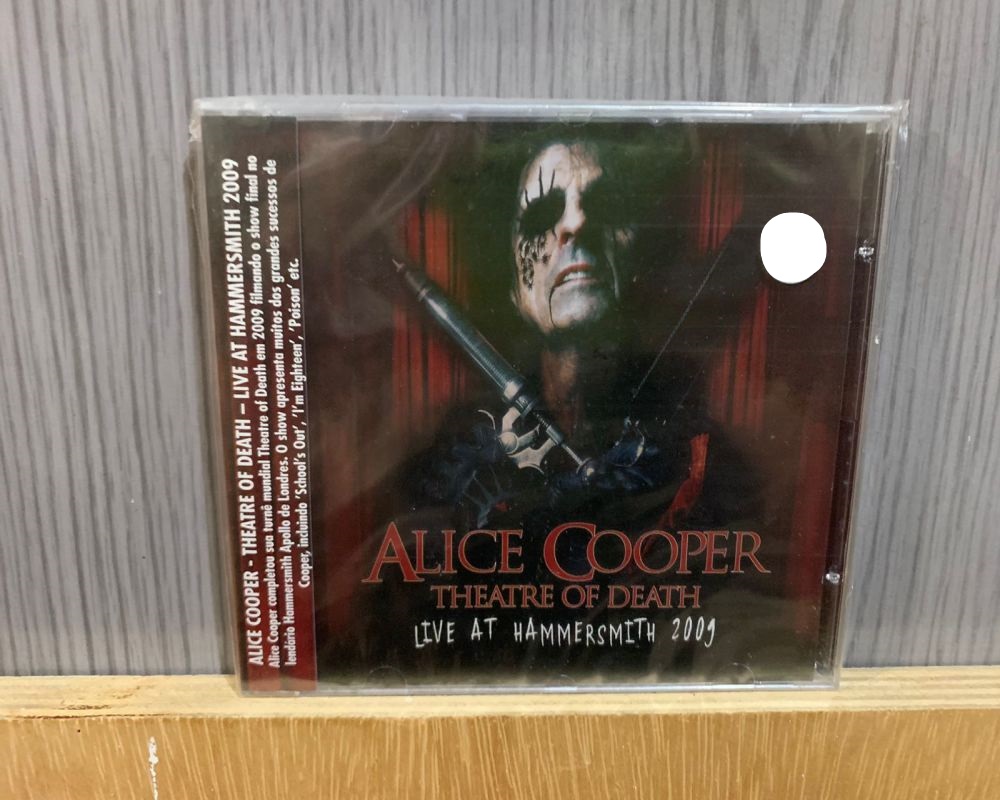 ALICE COOPER - THEATRE OF DEATH – LIVE AT HAMMERSMITH 2009
Alice Cooper completou sua turnê mundial Theatre of Death em 2009 filmando o show final no
lendário Hammersmith Apollo de Londres. O show apresenta muitos dos grandes sucessos de
Cooper, incluindo 'School's Out', 'I'm Eighteen', 'Poison' etc.
ALICE COOPER
THEATRE OF DEATH
LIVE AT HAMMERSMITH 2009